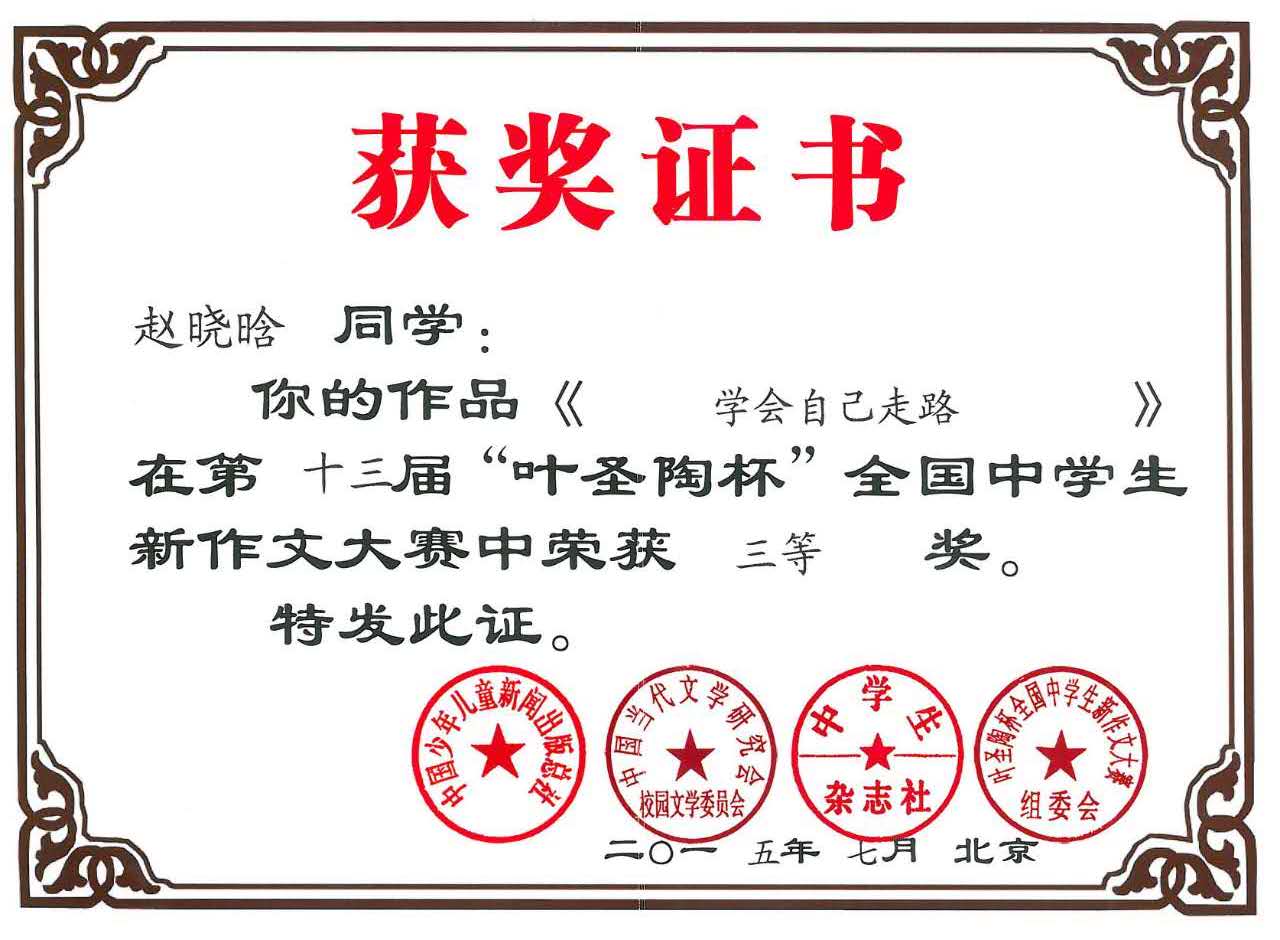 获奖证书
赵晓晗 同学：
你的作品《 学会自己走路 》
在第 十三届“叶圣陶杯”全国中学生
新作文大赛中荣获 三等 奖。
特发此证。
中国少年儿童新闻出版总社
中国当代文学研究会
校园文学委员会
中学生
杂志社
叶圣陶杯全国中学生新作文大赛
组委会
二〇一 五年 七月 北京